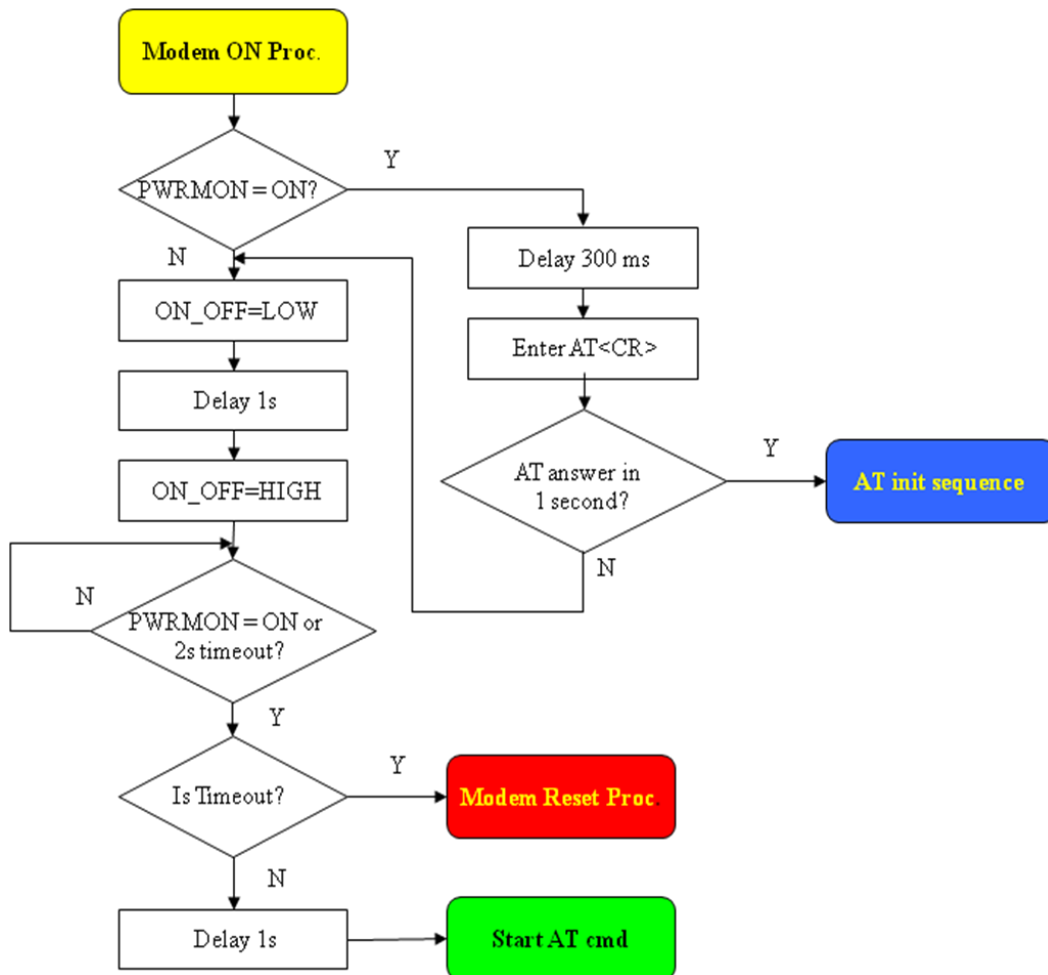 Modem ON Proc.
Y
PWRMON = ON?
N
Delay 300 ms
ON_OFF=LOW
Enter AT<CR>
Delay 1s
Y
AT answer in
1 second?
AT init sequence
ON_OFF=HIGH
N
N
PWRMON = ON or
2s timeout?
Y
Y
Is Timeout?
Modem Reset Proc.
N
Delay 1s
Start AT cmd